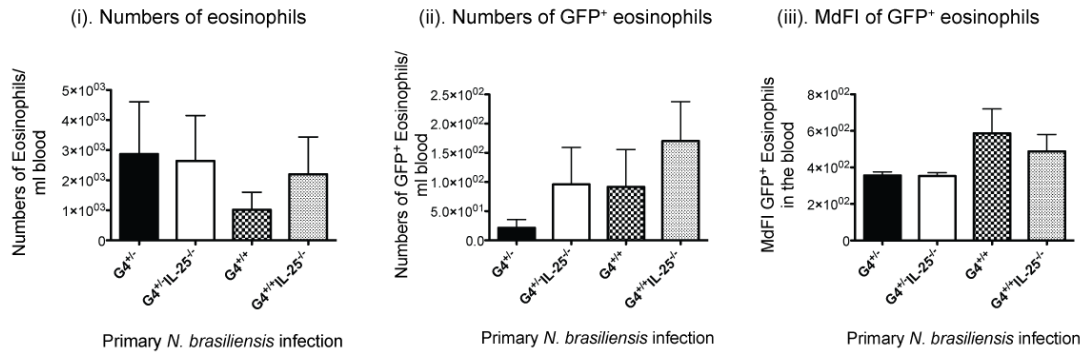 (i). Numbers of eosinophils
Numbers of Eosinophils/
ml blood
5×10⁰³
4×10⁰³
3×10⁰³
2×10⁰³
1×10⁰³
0
G4⁺/⁻
G4⁺/⁻IL-25⁻/⁻
G4⁺/⁺
G4⁺/⁺IL-25⁻/⁻
Primary N. brasiliensis infection
(ii). Numbers of GFP⁺ eosinophils
Numbers of GFP⁺ Eosinophils/
ml blood
2.5×10⁰²
2.0×10⁰²
1.5×10⁰²
1.0×10⁰²
5.0×10⁰¹
0.0
G4⁺/⁻
G4⁺/⁻IL-25⁻/⁻
G4⁺/⁺
G4⁺/⁺IL-25⁻/⁻
Primary N. brasiliensis infection
(iii). MdFI of GFP⁺ eosinophils
MdFI GFP⁺ Eosinophils
in the blood
8×10⁰²
6×10⁰²
4×10⁰²
2×10⁰²
0
G4⁺/⁻
G4⁺/⁻IL-25⁻/⁻
G4⁺/⁺
G4⁺/⁺IL-25⁻/⁻
Primary N. brasiliensis infection